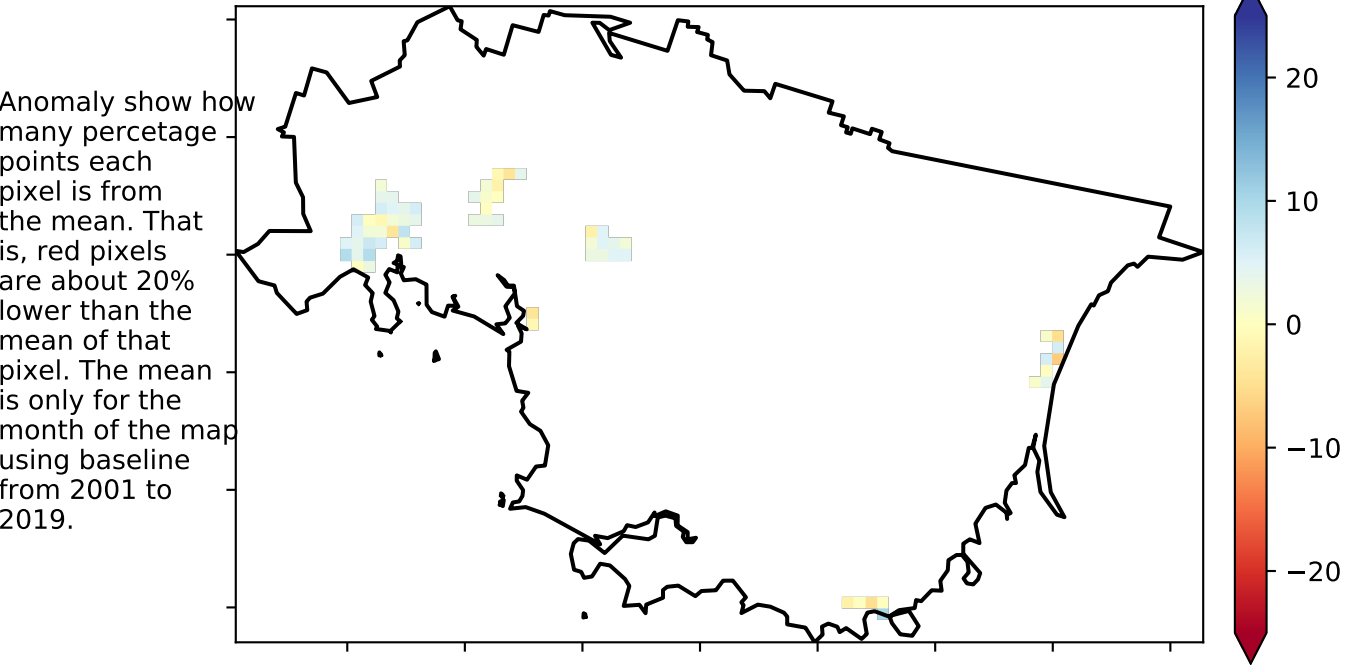 Anomaly show how
many percetage
points each
pixel is from
the mean. That
is, red pixels
are about 20%
lower than the
mean of that
pixel. The mean
is only for the
month of the map
using baseline
from 2001 to
2019.
20
10
0
−10
−20